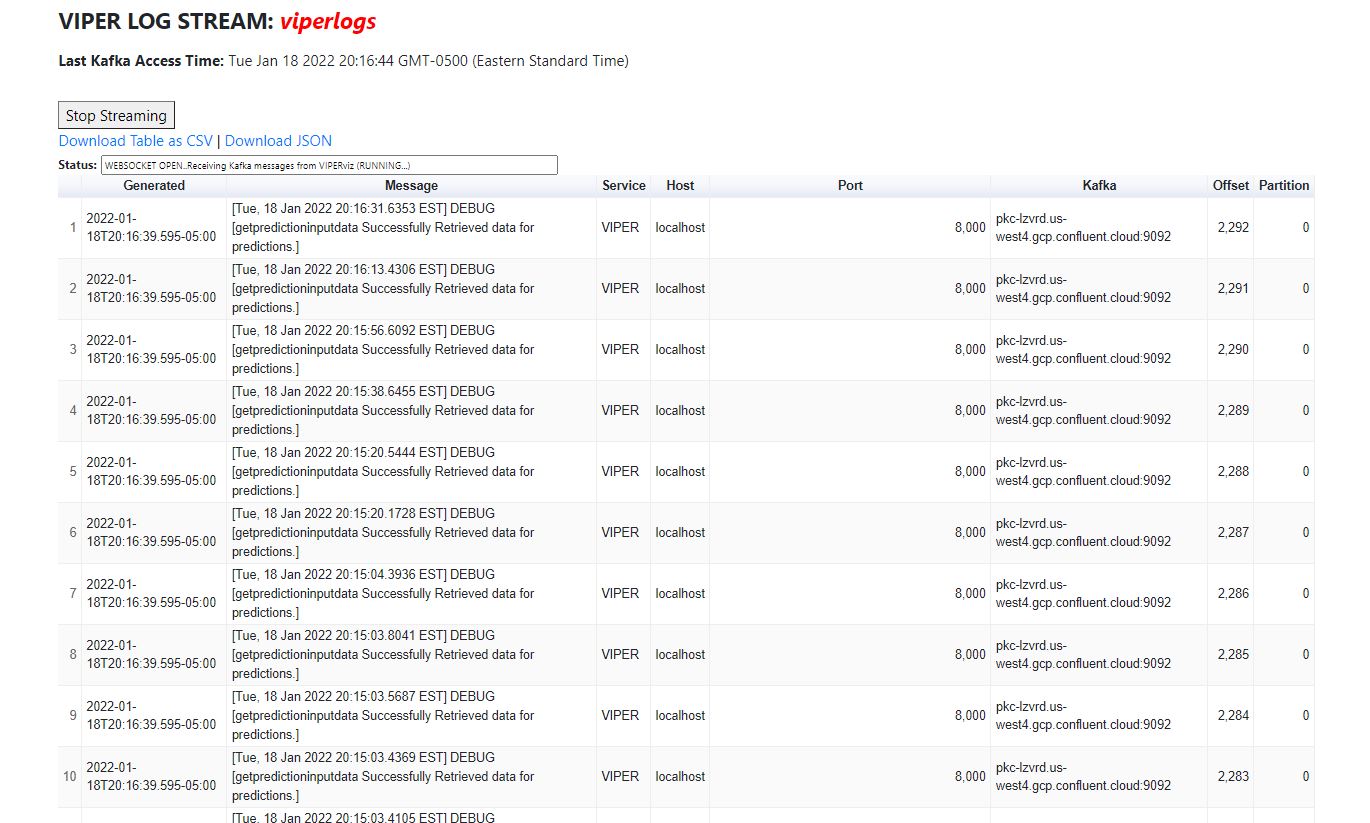 VIPER LOG STREAM: viperlogs
Last Kafka Access Time: Tue Jan 18 2022 20:16:44 GMT-0500 (Eastern Standard Time)
Stop Streaming
Download Table as CSV | Download JSON
Status: WEBSOCKET OPEN..Receiving Kafka messages from VIPERviz (RUNNING...)
Generated Message Service Host Port Kafka Offset Partition
[Tue, 18 Jan 2022 20:16:31.6353 EST] DEBUG
1 2022-01- [getpredictioninputdata Successfully Retrieved data for VIPER localhost 8,000 pkc-lzvrd.us- 2,292 0
18T20:16:39.595-05:00 predictions.] west4.gcp.confluent.cloud:9092
[Tue, 18 Jan 2022 20:16:13.4306 EST] DEBUG
2 2022-01- [getpredictioninputdata Successfully Retrieved data for VIPER localhost 8,000 pkc-lzvrd.us- 2,291 0
18T20:16:39.595-05:00 predictions.] west4.gcp.confluent.cloud:9092
[Tue, 18 Jan 2022 20:15:56.6092 EST] DEBUG
3 2022-01- [getpredictioninputdata Successfully Retrieved data for VIPER localhost 8,000 pkc-lzvrd.us- 2,290 0
18T20:16:39.595-05:00 predictions.] west4.gcp.confluent.cloud:9092
[Tue, 18 Jan 2022 20:15:38.6455 EST] DEBUG
4 2022-01- [getpredictioninputdata Successfully Retrieved data for VIPER localhost 8,000 pkc-lzvrd.us- 2,289 0
18T20:16:39.595-05:00 predictions.] west4.gcp.confluent.cloud:9092
[Tue, 18 Jan 2022 20:15:20.5444 EST] DEBUG
5 2022-01- [getpredictioninputdata Successfully Retrieved data for VIPER localhost 8,000 pkc-lzvrd.us- 2,288 0
18T20:16:39.595-05:00 predictions.] west4.gcp.confluent.cloud:9092
[Tue, 18 Jan 2022 20:15:20.1728 EST] DEBUG
6 2022-01- [getpredictioninputdata Successfully Retrieved data for VIPER localhost 8,000 pkc-lzvrd.us- 2,287 0
18T20:16:39.595-05:00 predictions.] west4.gcp.confluent.cloud:9092
[Tue, 18 Jan 2022 20:15:04.3936 EST] DEBUG
7 2022-01- [getpredictioninputdata Successfully Retrieved data for VIPER localhost 8,000 pkc-lzvrd.us- 2,286 0
18T20:16:39.595-05:00 predictions.] west4.gcp.confluent.cloud:9092
[Tue, 18 Jan 2022 20:15:03.8041 EST] DEBUG
8 2022-01- [getpredictioninputdata Successfully Retrieved data for VIPER localhost 8,000 pkc-lzvrd.us- 2,285 0
18T20:16:39.595-05:00 predictions.] west4.gcp.confluent.cloud:9092
[Tue, 18 Jan 2022 20:15:03.5687 EST] DEBUG
9 2022-01- [getpredictioninputdata Successfully Retrieved data for VIPER localhost 8,000 pkc-lzvrd.us- 2,284 0
18T20:16:39.595-05:00 predictions.] west4.gcp.confluent.cloud:9092
[Tue, 18 Jan 2022 20:15:03.4369 EST] DEBUG
10 2022-01- [getpredictioninputdata Successfully Retrieved data for VIPER localhost 8,000 pkc-lzvrd.us- 2,283 0
18T20:16:39.595-05:00 predictions.] west4.gcp.confluent.cloud:9092
[Tue, 18 Jan 2022 20:15:03.4105 EST] DEBUG